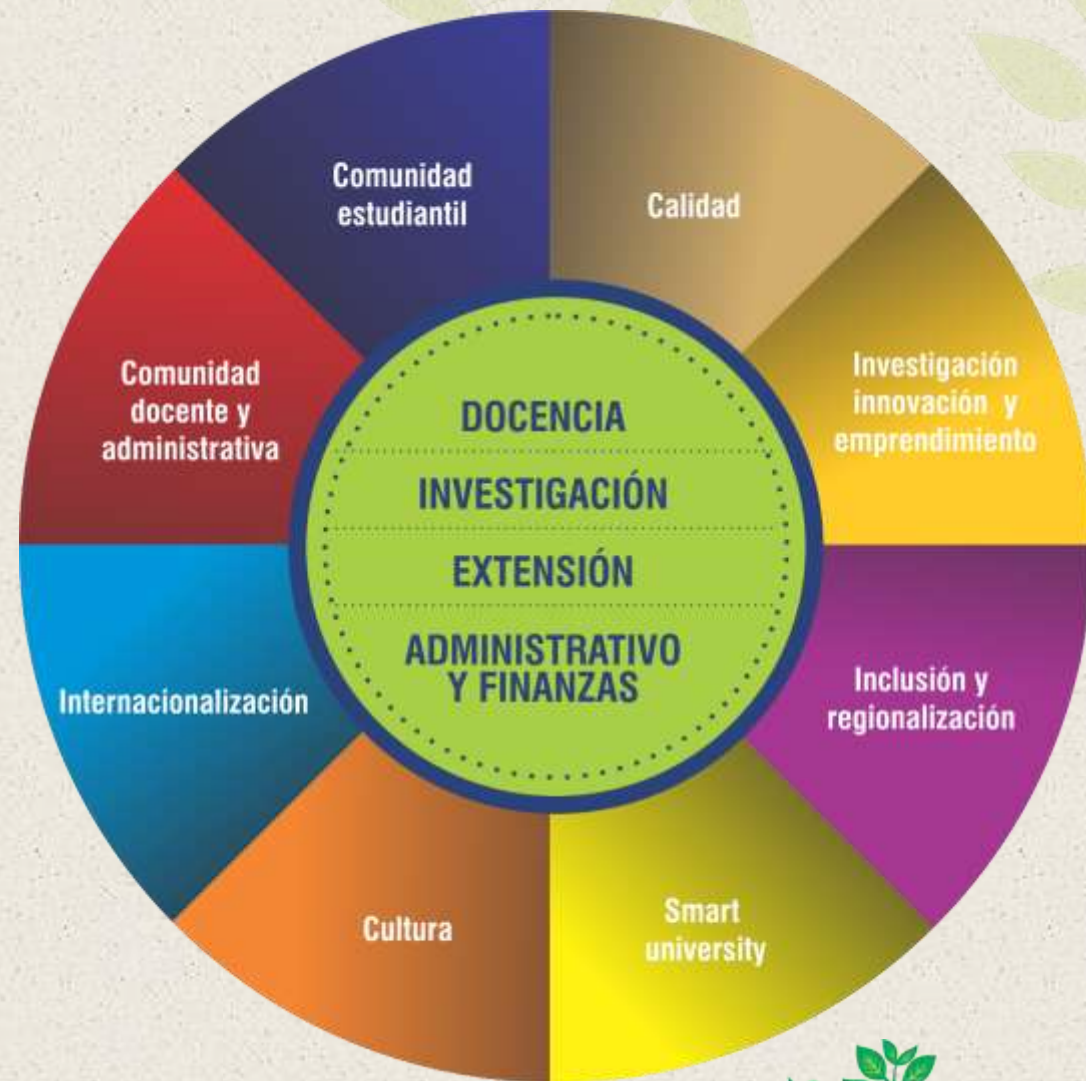 Comunidad
estudiantil
Calidad
Investigación
innovación y
emprendimiento
Inclusión y
regionalización
Smart
university
Cultura
Internacionalización
Comunidad
docente y
administrativa
DOCENCIA
INVESTIGACIÓN
EXTENSIÓN
ADMINISTRATIVO
Y FINANZAS